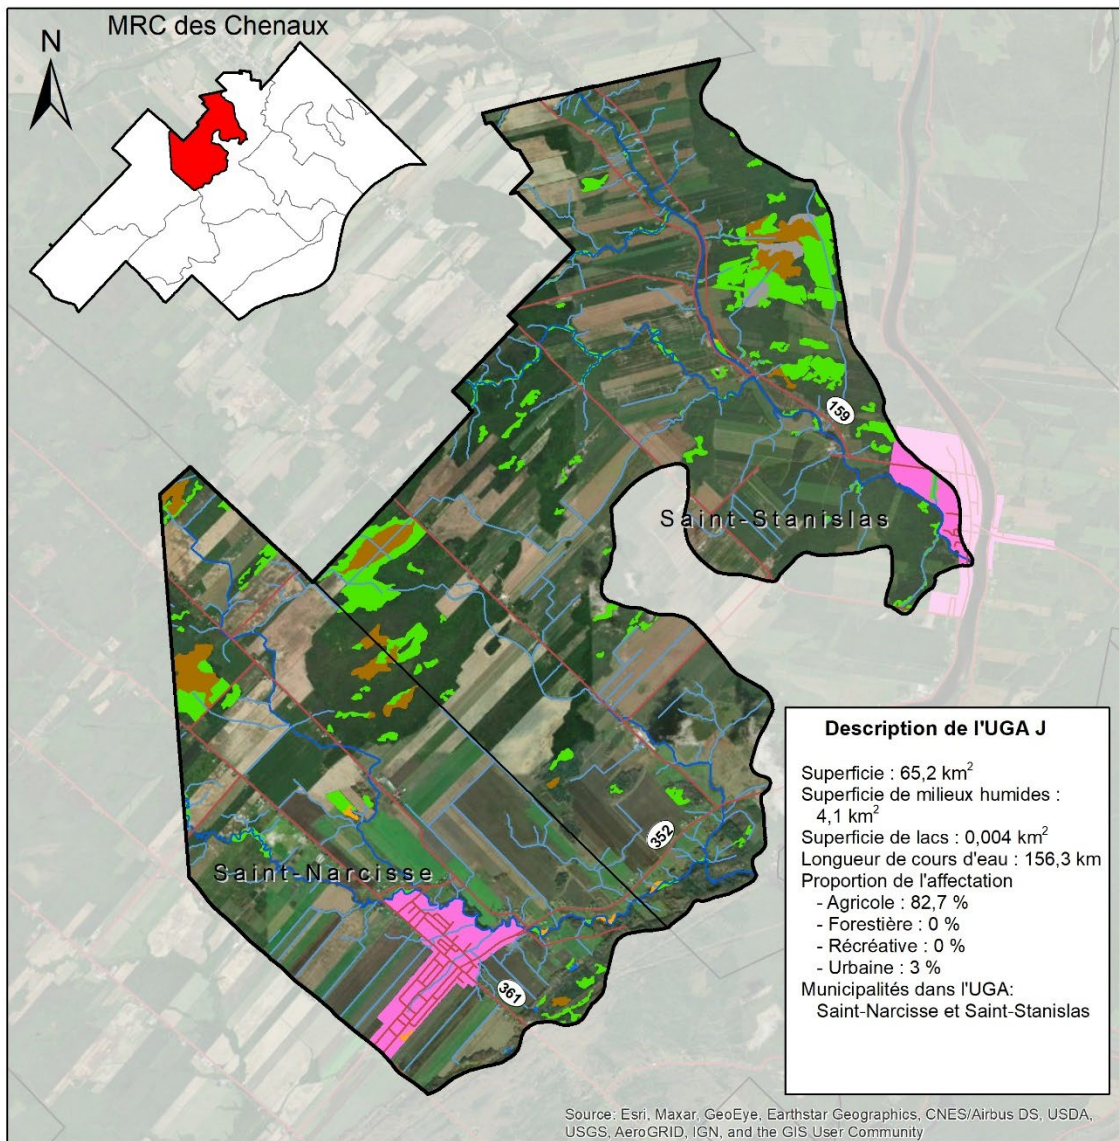 MRC des Chenaux
N
159
Saint-Stanislas
352
Saint-Narcisse
361
Description de l'UGA J
Superficie : 65,2 km²
Superficie de milieux humides :
4,1 km²
Superficie de lacs : 0,004 km²
Longueur de cours d'eau : 156,3 km
Proportion de l'affectation
- Agricole : 82,7 %
- Forestière : 0 %
- Récréative : 0 %
- Urbaine : 3 %
Municipalités dans l'UGA:
Saint-Narcisse et Saint-Stanislas
Source: Esri, Maxar, GeoEye, Earthstar Geographics, CNES/Airbus DS, USDA,
USGS, AeroGRID, IGN, and the GIS User Community